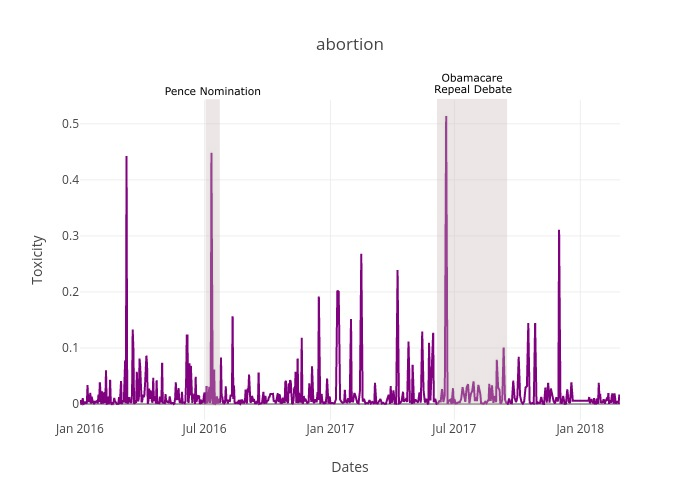 abortion
Pence Nomination
Obamacare
Repeal Debate
Toxicity
0.5
0.4
0.3
0.2
0.1
0
Jan 2016
Jul 2016
Jan 2017
Jul 2017
Jan 2018
Dates